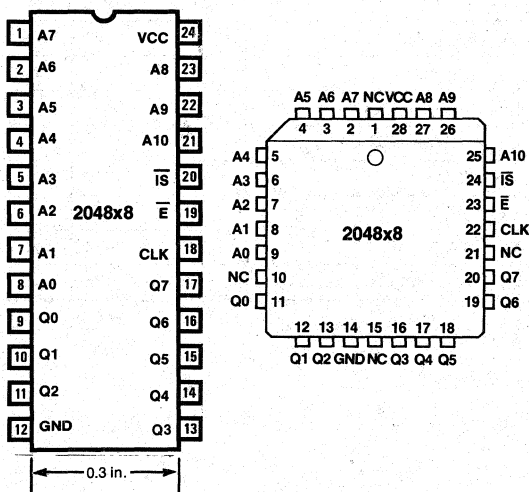 1 A7 VCC 24
2 A6 A8 23
3 A5 A9 22
4 A4 A10 21
5 A3 I̅S̅ 20
6 A2 2048x8 E̅ 19
7 A1 CLK 18
8 A0 Q7 17
9 Q0 Q6 16
10 Q1 Q5 15
11 Q2 Q4 14
12 GND Q3 13
0.3 in.
A5 A6 A7 NC VCC A8 A9
4 3 2 1 28 27 26
A4 5 25 A10
A3 6 24 I̅S̅
A2 7 23 E̅
A1 8 2048x8 22 CLK
A0 9 21 NC
NC 10 20 Q7
Q0 11 19 Q6
12 13 14 15 16 17 18
Q1 Q2 GND NC Q3 Q4 Q5